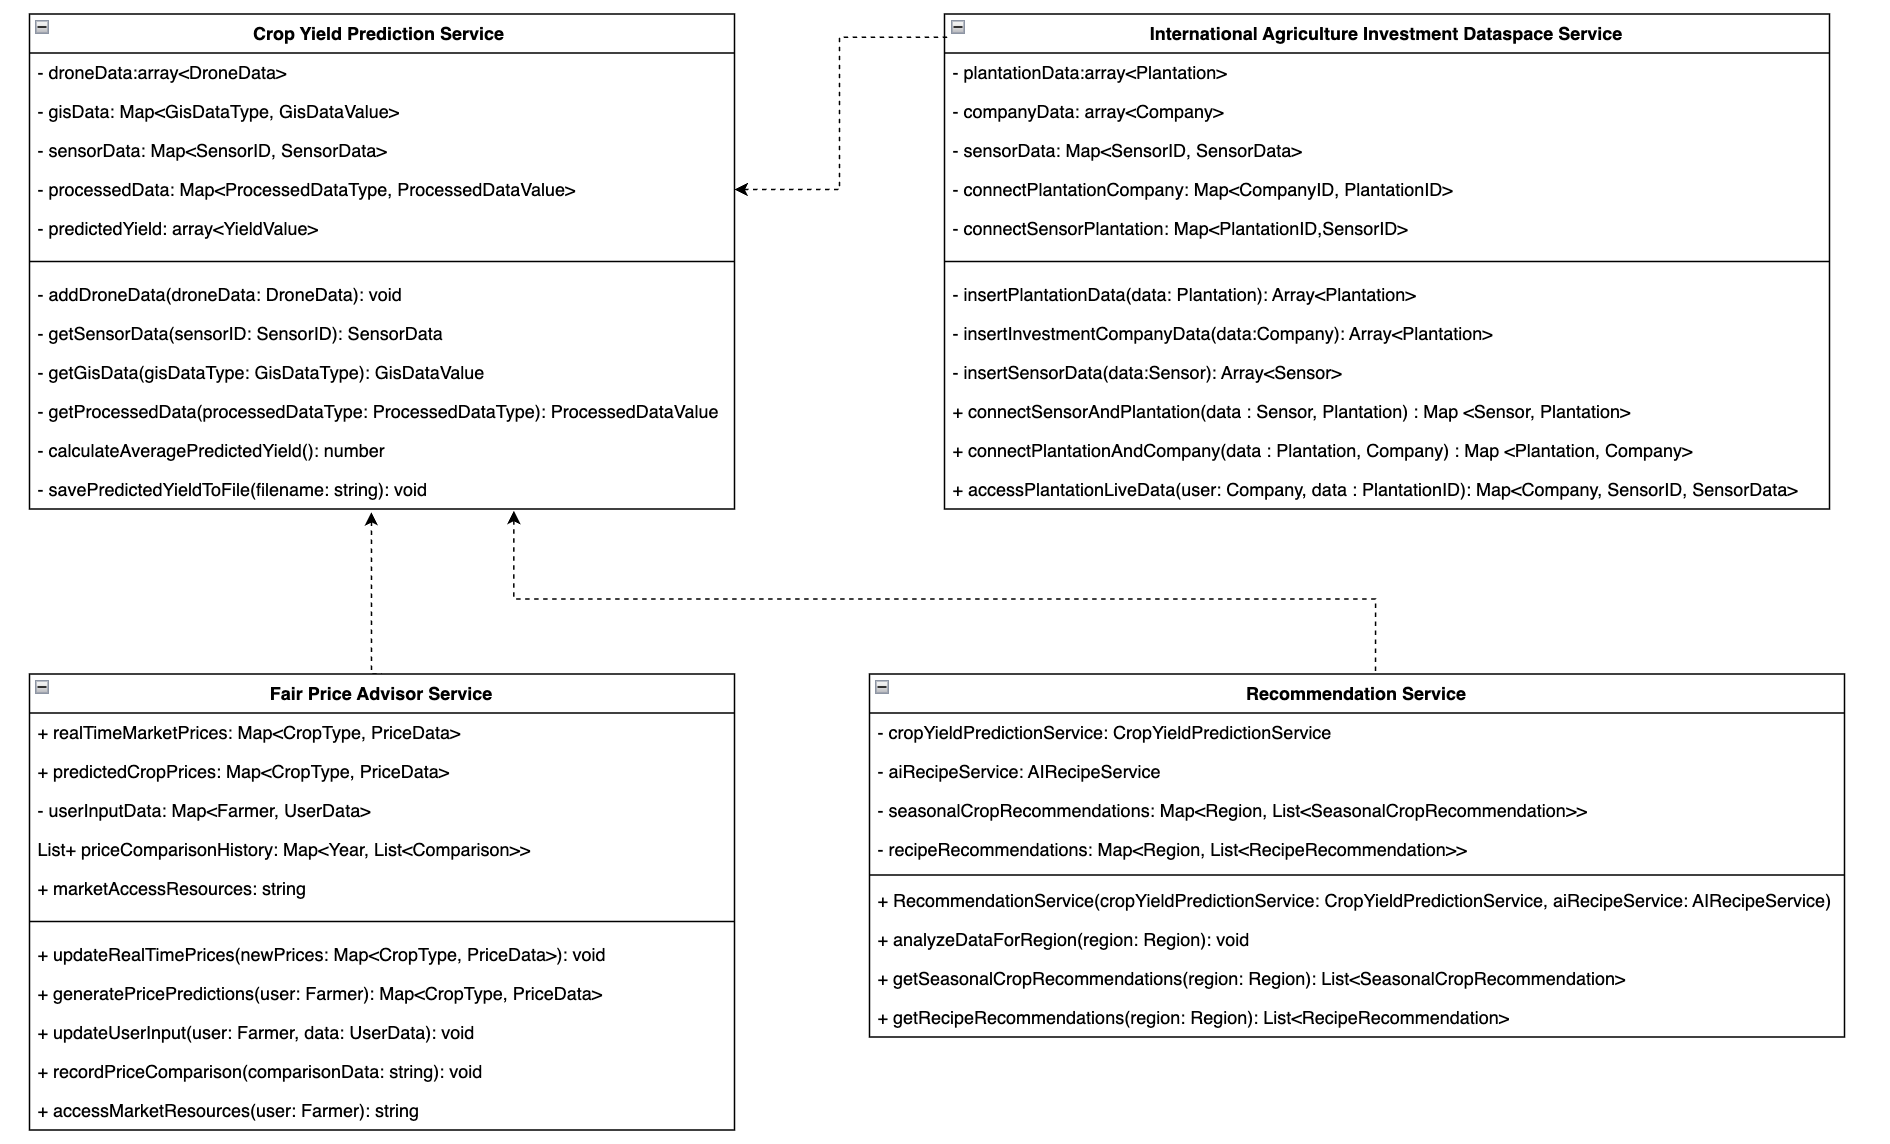 Crop Yield Prediction Service
- droneData:array<DroneData>
- gisData: Map<GisDataType, GisDataValue>
- sensorData: Map<SensorID, SensorData>
- processedData: Map<ProcessedDataType, ProcessedDataValue>
- predictedYield: array<YieldValue>
- addDroneData(droneData: DroneData): void
- getSensorData(sensorID: SensorID): SensorData
- getGisData(gisDataType: GisDataType): GisDataValue
- getProcessedData(processedDataType: ProcessedDataType): ProcessedDataValue
- calculateAveragePredictedYield(): number
- savePredictedYieldToFile(filename: string): void
International Agriculture Investment Dataspace Service
- plantationData:array<Plantation>
- companyData: array<Company>
- sensorData: Map<SensorID, SensorData>
- connectPlantationCompany: Map<CompanyID, PlantationID>
- connectSensorPlantation: Map<PlantationID,SensorID>
- insertPlantationData(data: Plantation): Array<Plantation>
- insertInvestmentCompanyData(data:Company): Array<Plantation>
- insertSensorData(data:Sensor): Array<Sensor>
+ connectSensorAndPlantation(data : Sensor, Plantation) : Map <Sensor, Plantation>
+ connectPlantationAndCompany(data : Plantation, Company) : Map <Plantation, Company>
+ accessPlantationLiveData(user: Company, data : PlantationID): Map<Company, SensorID, SensorData>
Fair Price Advisor Service
+ realTimeMarketPrices: Map<CropType, PriceData>
+ predictedCropPrices: Map<CropType, PriceData>
- userInputData: Map<Farmer, UserData>
List+ priceComparisonHistory: Map<Year, List<Comparison>>
+ marketAccessResources: string
+ updateRealTimePrices(newPrices: Map<CropType, PriceData>): void
+ generatePricePredictions(user: Farmer): Map<CropType, PriceData>
+ updateUserInput(user: Farmer, data: UserData): void
+ recordPriceComparison(comparisonData: string): void
+ accessMarketResources(user: Farmer): string
Recommendation Service
- cropYieldPredictionService: CropYieldPredictionService
- aiRecipeService: AIRecipeService
- seasonalCropRecommendations: Map<Region, List<SeasonalCropRecommendation>>
- recipeRecommendations: Map<Region, List<RecipeRecommendation>>
+ RecommendationService(cropYieldPredictionService: CropYieldPredictionService, aiRecipeService: AIRecipeService)
+ analyzeDataForRegion(region: Region): void
+ getSeasonalCropRecommendations(region: Region): List<SeasonalCropRecommendation>
+ getRecipeRecommendations(region: Region): List<RecipeRecommendation>